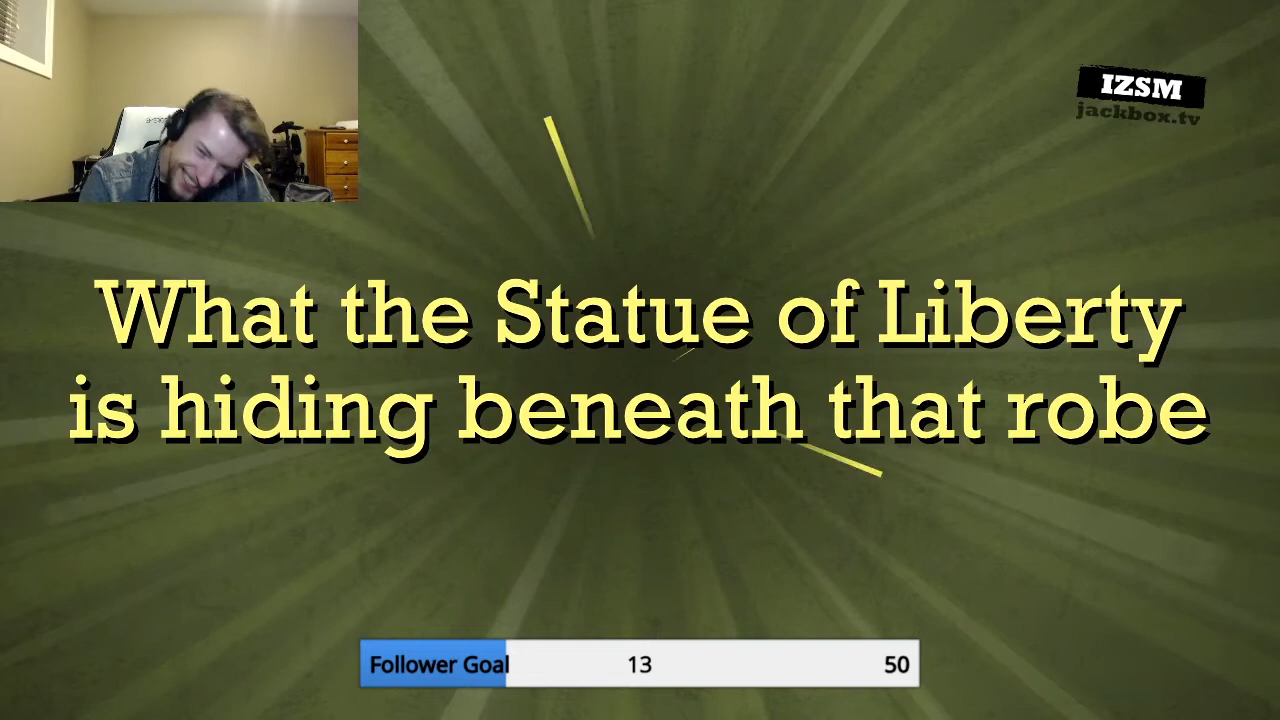 IZSM
jackbox.tv
What the Statue of Liberty
is hiding beneath that robe
Follower Goal 13 50